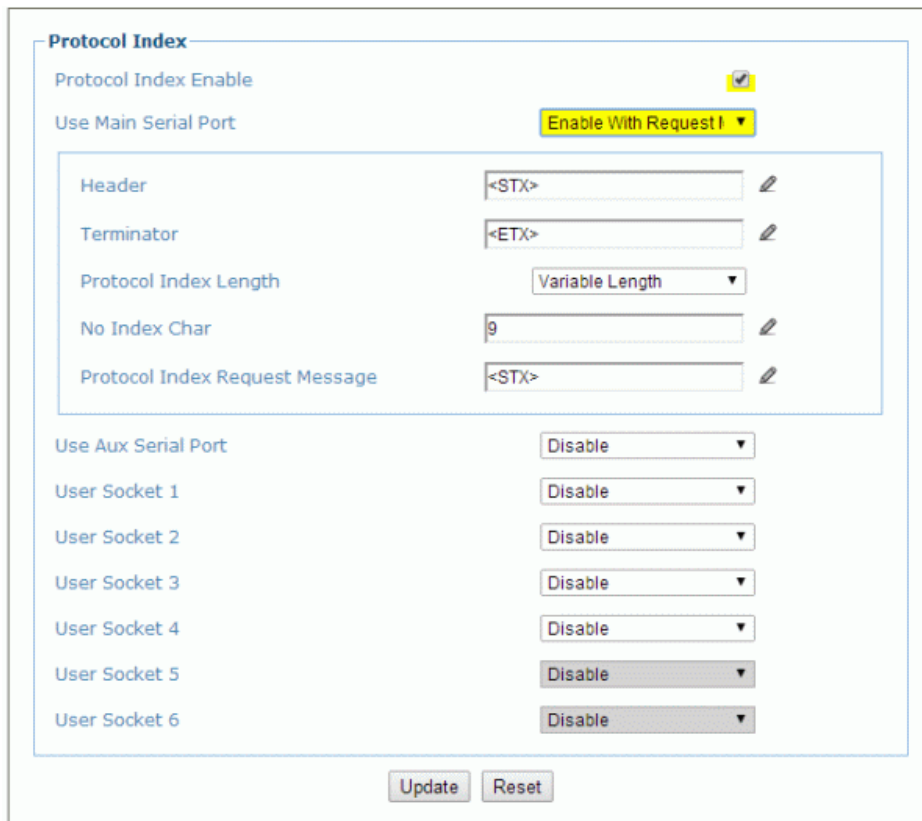 Protocol Index
Protocol Index Enable
Use Main Serial Port Enable With Request
Header <STX>
Terminator <ETX>
Protocol Index Length Variable Length
No Index Char 9
Protocol Index Request Message <STX>
Use Aux Serial Port Disable
User Socket 1 Disable
User Socket 2 Disable
User Socket 3 Disable
User Socket 4 Disable
User Socket 5 Disable
User Socket 6 Disable
Update Reset